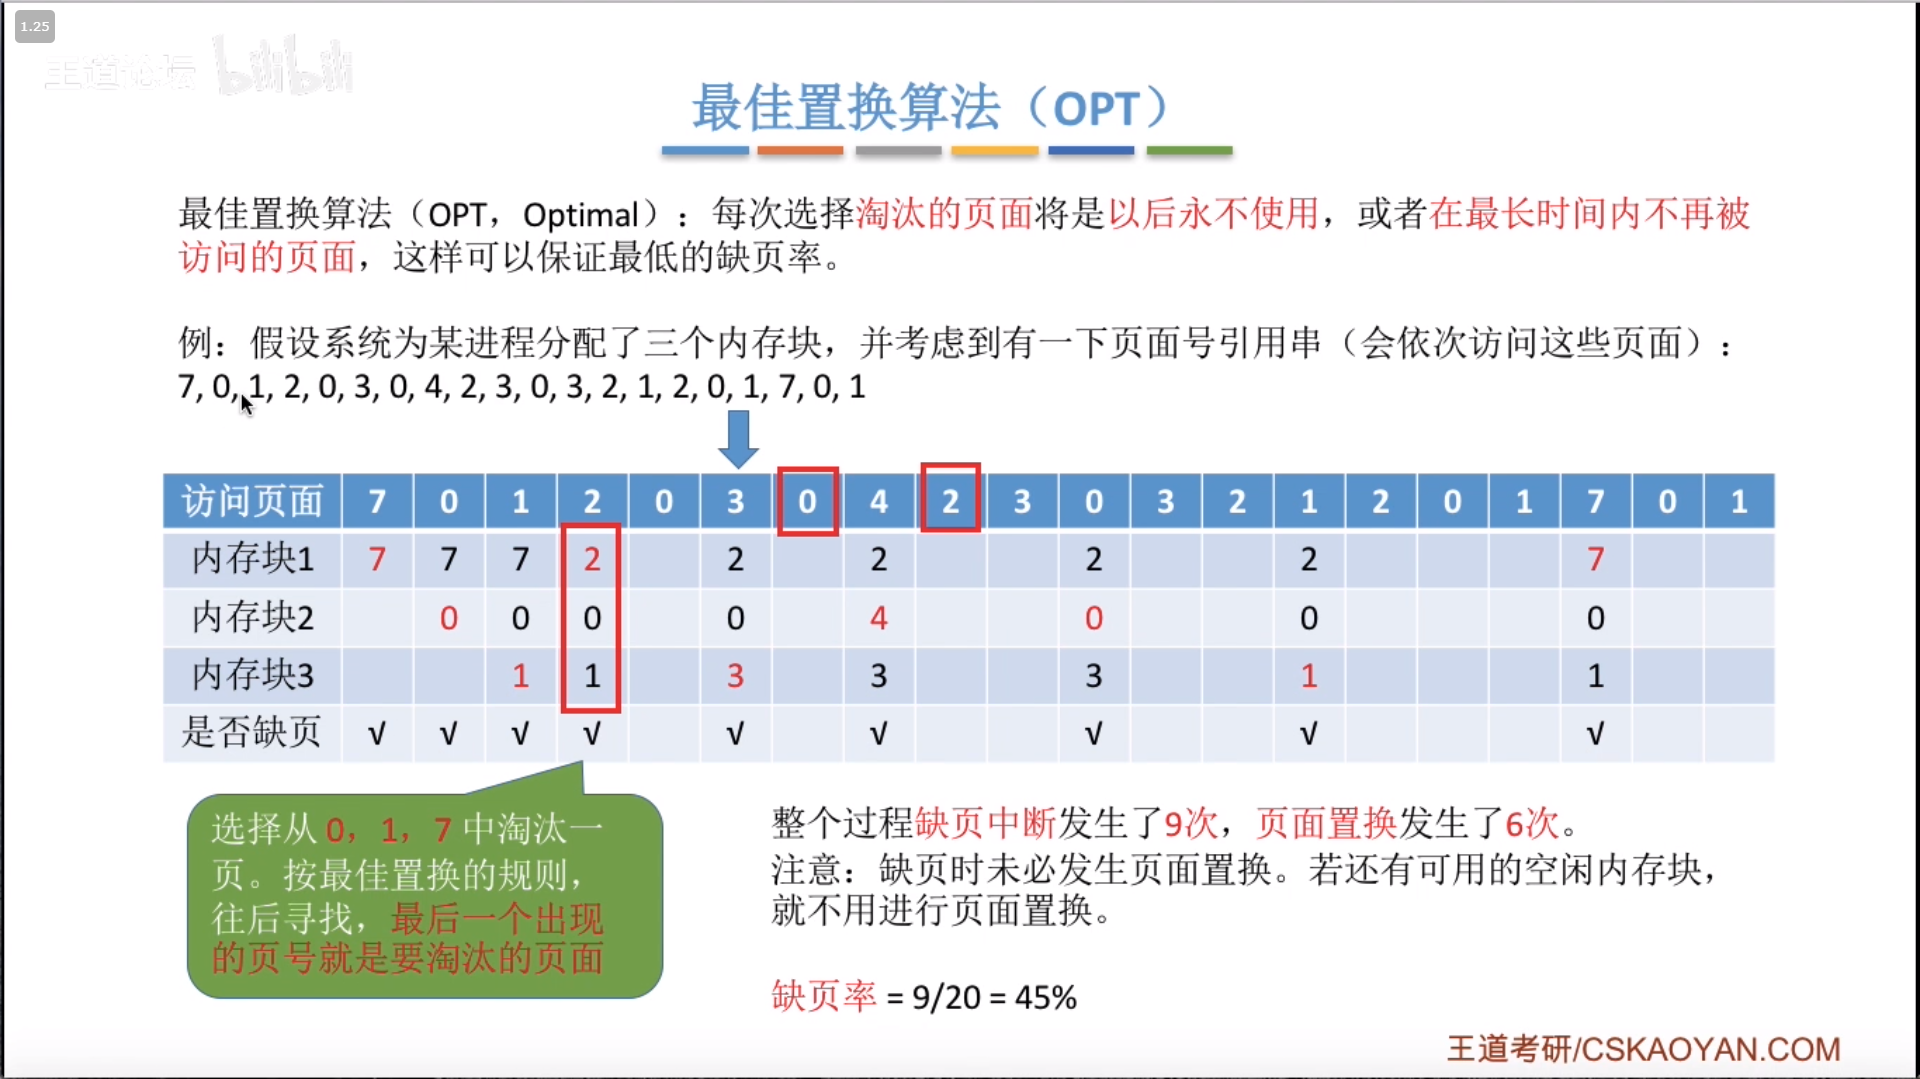 1.25
王道论坛 bilibili
最佳置换算法（OPT）
最佳置换算法（OPT，Optimal）：每次选择淘汰的页面将是以后永不使用，或者在最长时间内不再被
访问的页面，这样可以保证最低的缺页率。
例：假设系统为某进程分配了三个内存块，并考虑到有一下页面号引用串（会依次访问这些页面）：
7, 0, 1, 2, 0, 3, 0, 4, 2, 3, 0, 3, 2, 1, 2, 0, 1, 7, 0, 1
访问页面 7 0 1 2 0 3 0 4 2 3 0 3 2 1 2 0 1 7 0 1
内存块1 7 7 7 2 2 2 2 2 7
内存块2 0 0 0 0 4 0 0 0
内存块3 1 1 3 3 3 1 1
是否缺页 √ √ √ √ √ √ √ √ √
选择从 0，1，7 中淘汰一
页。按最佳置换的规则，
往后寻找，最后一个出现
的页号就是要淘汰的页面
整个过程缺页中断发生了9次，页面置换发生了6次。
注意：缺页时未必发生页面置换。若还有可用的空闲内存块，
就不用进行页面置换。
缺页率 = 9/20 = 45%
王道考研/CSKAOYAN.COM